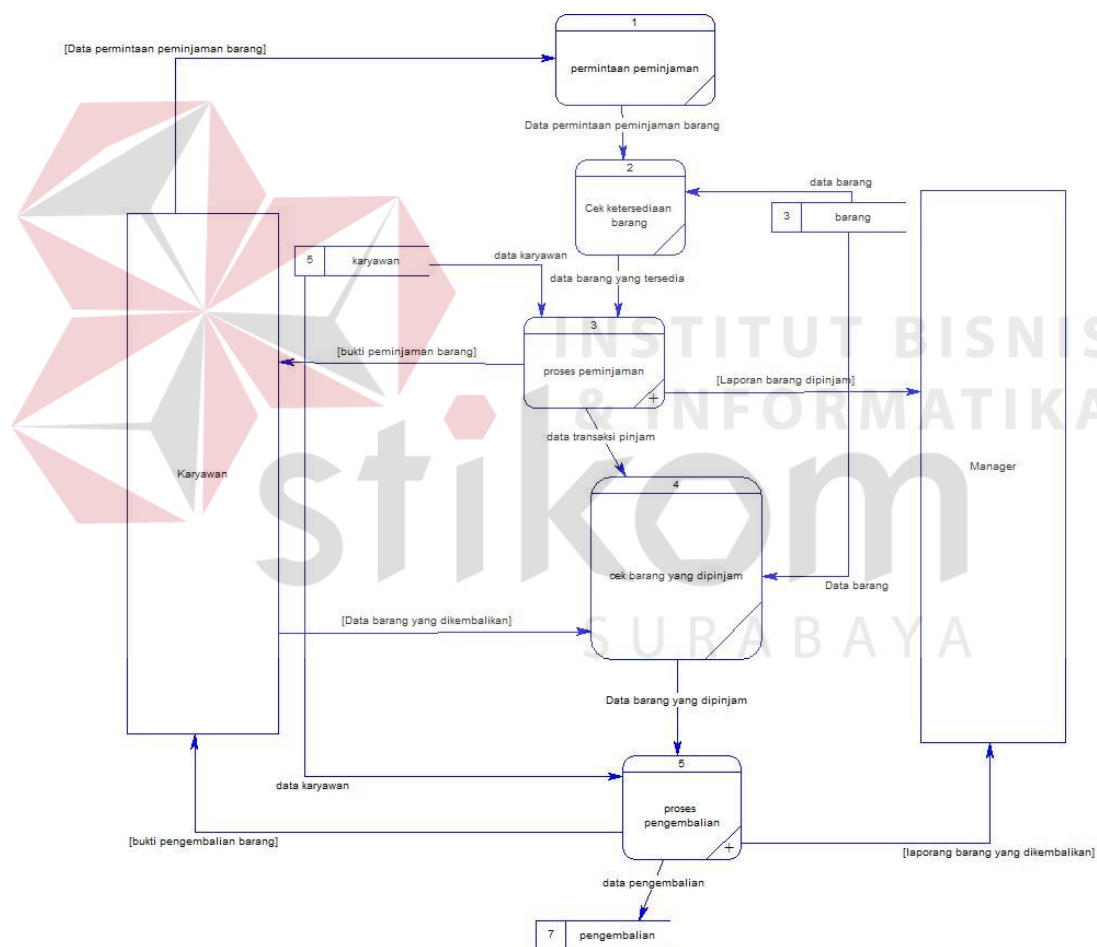 1
[Data permintaan peminjaman barang]
permintaan peminjaman
Data permintaan peminjaman barang
2
data barang
Cek ketersediaan
barang
3 barang
5 karyawan
data karyawan
data barang yang tersedia
3
INSTITUT BISNIS
[bukti peminjaman barang]
proses peminjaman
[Laporan barang dipinjam]
+
& INFORMATIKA
data transaksi pinjam
Karyawan
Manager
4
stikom
cek barang yang dipinjam
Data barang
[Data barang yang dikembalikan]
SURABAYA
Data barang yang dipinjam
5
data karyawan
proses
pengembalian
[bukti pengembalian barang]
+
[laporang barang yang dikembalikan]
data pengembalian
7 pengembalian